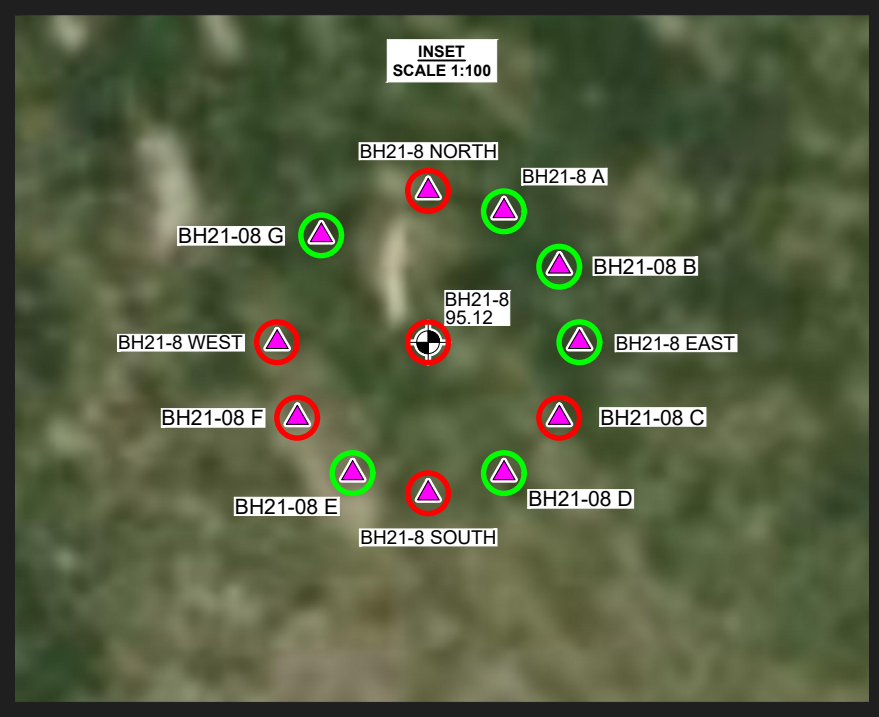 INSET
SCALE 1:100
BH21-8 NORTH
BH21-8 A
BH21-08 G
BH21-08 B
BH21-8
95.12
BH21-8 WEST
BH21-8 EAST
BH21-08 F
BH21-08 C
BH21-08 E
BH21-08 D
BH21-8 SOUTH